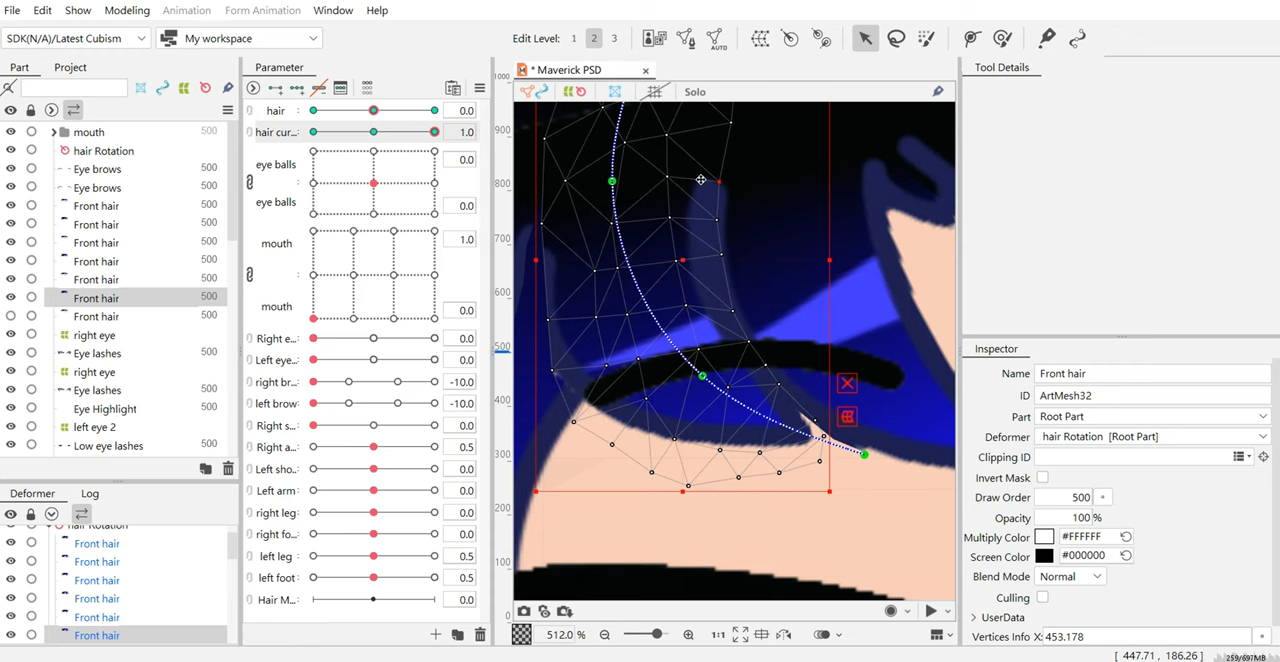 File Edit Show Modeling Animation Form Animation Window Help
SDK(N/A)/Latest Cubism My workspace Edit Level: 1 2 3
Part Project
mouth 500
hair Rotation
Eye brows 500
Eye brows 500
Front hair 500
Front hair 500
Front hair 500
Front hair 500
Front hair 500
Front hair 500
Front hair 500
right eye
Eye lashes 500
right eye
Eye lashes 500
Eye Highlight 500
left eye 2
Low eye lashes 500
Deformer Log
hair Rotation
Front hair
Front hair
Front hair
Front hair
Front hair
Front hair
Parameter
hair : 0.0
hair cur... : 1.0
eye balls 0.0
eye balls 0.0
mouth 1.0
mouth 0.0
Right e... : 0.0
Left eye... : 0.0
right br... : -10.0
left brow : -10.0
Right s... : 0.0
Right a... : 0.5
Left sho... : 0.0
Left arm : 0.0
right leg : 0.0
right fo... : 0.0
left leg : 0.5
left foot : 0.5
Hair M... : 0.0
* Maverick PSD x
Solo
1000
900
800
700
600
500
400
300
200
100
0
512.0 % 1:1
Tool Details
Inspector
Name Front hair
ID ArtMesh32
Part Root Part
Deformer hair Rotation [Root Part]
Clipping ID
Invert Mask
Draw Order 500
Opacity 100 %
Multiply Color #FFFFFF
Screen Color #000000
Blend Mode Normal
Culling
UserData
Vertices Info X: 453.178
[ 447.71 , 186.26 ] 259/697MB